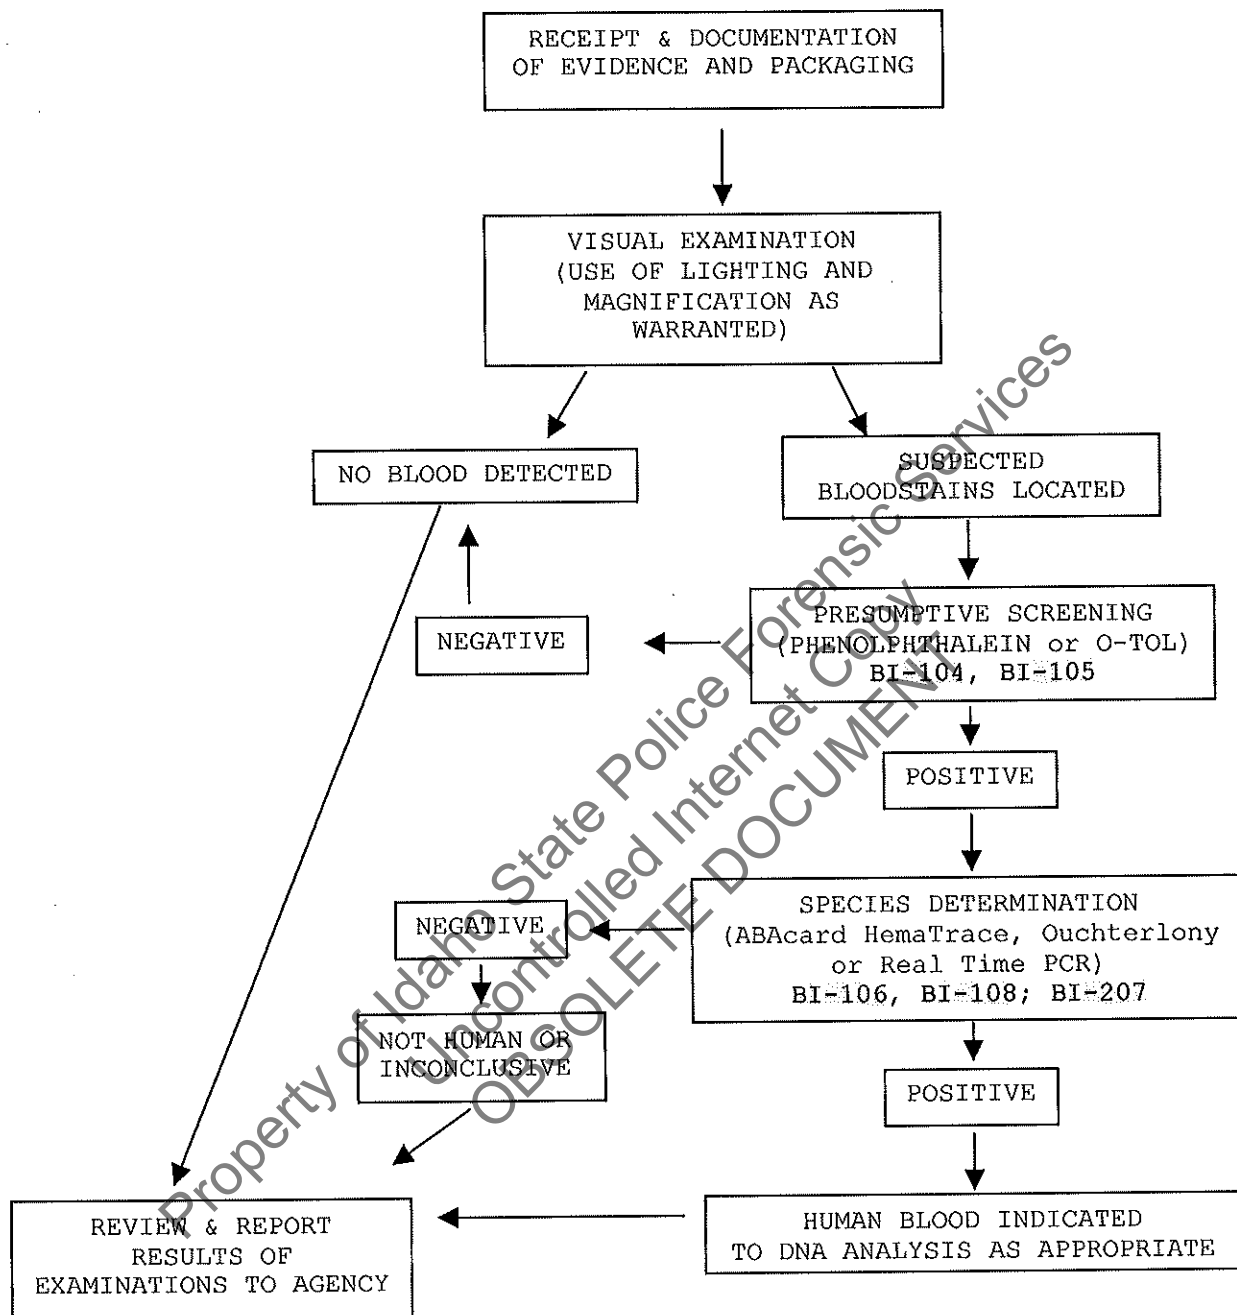 RECEIPT & DOCUMENTATION
OF EVIDENCE AND PACKAGING
VISUAL EXAMINATION
(USE OF LIGHTING AND
MAGNIFICATION AS
WARRANTED)
NO BLOOD DETECTED
SUSPECTED
BLOODSTAINS LOCATED
NEGATIVE
PRESUMPTIVE SCREENING
(PHENOLPHTHALEIN or O-TOL)
BI-104, BI-105
POSITIVE
NEGATIVE
SPECIES DETERMINATION
(ABAcard HemaTrace, Ouchterlony
or Real Time PCR)
BI-106, BI-108; BI-207
NOT HUMAN OR
INCONCLUSIVE
POSITIVE
REVIEW & REPORT
RESULTS OF
EXAMINATIONS TO AGENCY
HUMAN BLOOD INDICATED
TO DNA ANALYSIS AS APPROPRIATE
Property of Idaho State Police Forensic Services
Uncontrolled Internet Copy
OBSOLETE DOCUMENT